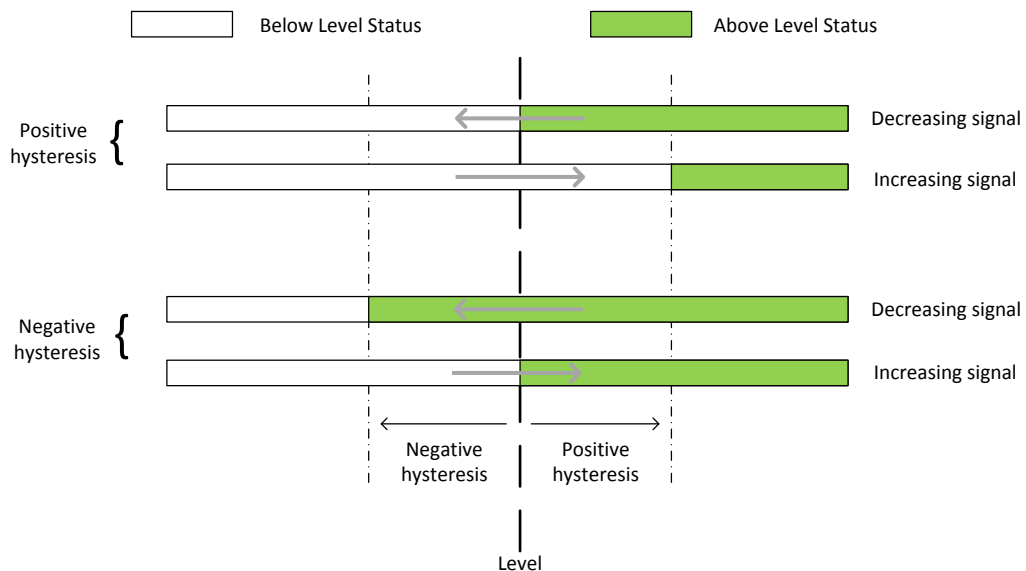 Below Level Status
Above Level Status
Positive
hysteresis
{
Decreasing signal
Increasing signal
Negative
hysteresis
{
Decreasing signal
Increasing signal
Negative
hysteresis
Positive
hysteresis
Level